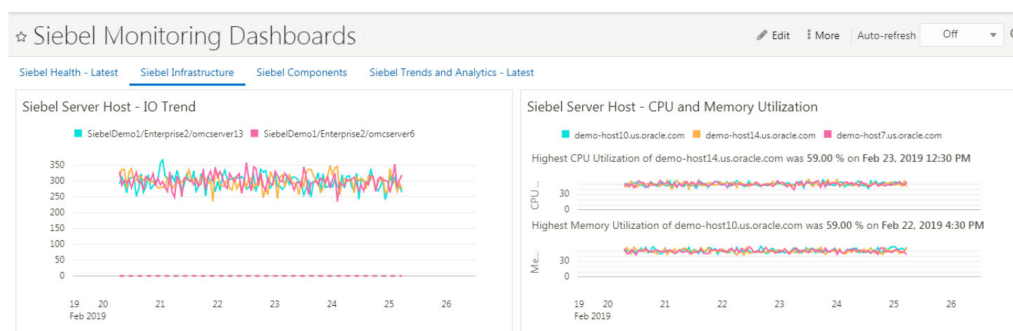 Siebel Monitoring Dashboards
Edit More Auto-refresh Off
Siebel Health - Latest Siebel Infrastructure Siebel Components Siebel Trends and Analytics - Latest
Siebel Server Host - IO Trend
SiebelDemo1/Enterprise2/omcserver13 SiebelDemo1/Enterprise2/omcserver6
350
300
250
200
150
100
50
0
19 20 21 22 23 24 25 26
Feb 2019
Siebel Server Host - CPU and Memory Utilization
demo-host10.us.oracle.com demo-host14.us.oracle.com demo-host7.us.oracle.com
Highest CPU Utilization of demo-host14.us.oracle.com was 59.00 % on Feb 23, 2019 12:30 PM
CPU ...
30
0
Highest Memory Utilization of demo-host10.us.oracle.com was 59.00 % on Feb 22, 2019 4:30 PM
Me...
30
0
19 20 21 22 23 24 25 26
Feb 2019